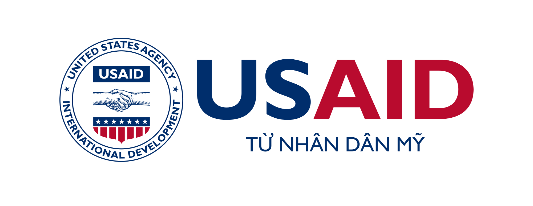 UNITED STATES AGENCY
USAID
INTERNATIONAL DEVELOPMENT
USAID
TỪ NHÂN DÂN MỸ